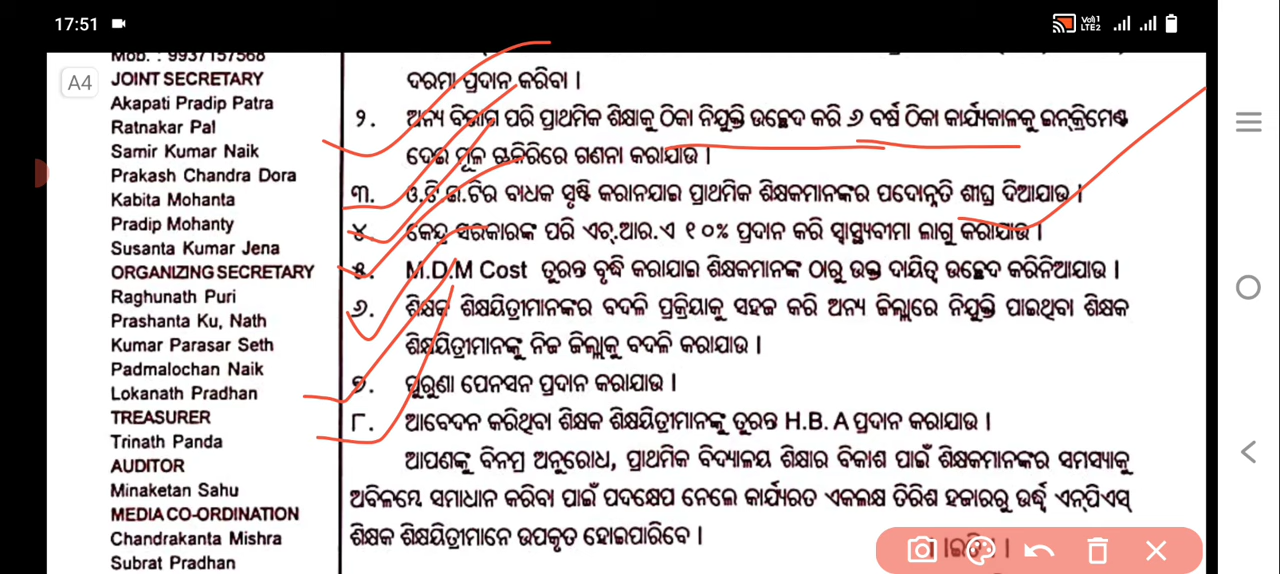 17:51
Vol1
LTE2
A4
Mob. : 9937157568
JOINT SECRETARY
Akapati Pradip Patra
Ratnakar Pal
Samir Kumar Naik
Prakash Chandra Dora
Kabita Mohanta
Pradip Mohanty
Susanta Kumar Jena
ORGANIZING SECRETARY
Raghunath Puri
Prashanta Ku, Nath
Kumar Parasar Seth
Padmalochan Naik
Lokanath Pradhan
TREASURER
Trinath Panda
AUDITOR
Minaketan Sahu
MEDIA CO-ORDINATION
Chandrakanta Mishra
Subrat Pradhan
ଦରମା ପ୍ରଦାନ କରିବା ।
୨. ଅନ୍ୟ ବିଭାଗ ପରି ପ୍ରାଥମିକ ଶିକ୍ଷାକୁ ଠିକା ନିଯୁକ୍ତି ଉଚ୍ଛେଦ କରି ୬ ବର୍ଷ ଠିକା କାର୍ଯ୍ୟକାଳକୁ ଇନ୍‌କ୍ରିମେଣ୍ଟ
ଦେଇ ମୂଳ ଚାକିରିରେ ଗଣନା କରାଯାଉ ।
୩. ଓ.ଟି.ଇ.ଟିର ବାଧକ ସୃଷ୍ଟି କରାନଯାଇ ପ୍ରାଥମିକ ଶିକ୍ଷକମାନଙ୍କର ପଦୋନ୍ନତି ଶୀଘ୍ର ଦିଆଯାଉ ।
୪. କେନ୍ଦ୍ର ସରକାରଙ୍କ ପରି ଏଚ୍.ଆର.ଏ ୧୦% ପ୍ରଦାନ କରି ସ୍ୱାସ୍ଥ୍ୟବୀମା ଲାଗୁ କରାଯାଉ ।
୫. M.D.M Cost ତୁରନ୍ତ ବୃଦ୍ଧି କରାଯାଇ ଶିକ୍ଷକମାନଙ୍କ ଠାରୁ ଉକ୍ତ ଦାୟିତ୍ୱ ଉଚ୍ଛେଦ କରିନିଆଯାଉ ।
୬. ଶିକ୍ଷକ ଶିକ୍ଷୟିତ୍ରୀମାନଙ୍କର ବଦଳି ପ୍ରକ୍ରିୟାକୁ ସହଜ କରି ଅନ୍ୟ ଜିଲ୍ଲାରେ ନିଯୁକ୍ତି ପାଇଥିବା ଶିକ୍ଷକ
ଶିକ୍ଷୟିତ୍ରୀମାନଙ୍କୁ ନିଜ ଜିଲ୍ଲାକୁ ବଦଳି କରାଯାଉ ।
୭. ପୁରୁଣା ପେନସନ ପ୍ରଦାନ କରାଯାଉ ।
୮. ଆବେଦନ କରିଥିବା ଶିକ୍ଷକ ଶିକ୍ଷୟିତ୍ରୀମାନଙ୍କୁ ତୁରନ୍ତ H.B. A ପ୍ରଦାନ କରାଯାଉ ।
ଆପଣଙ୍କୁ ବିନମ୍ର ଅନୁରୋଧ, ପ୍ରାଥମିକ ବିଦ୍ୟାଳୟ ଶିକ୍ଷାର ବିକାଶ ପାଇଁ ଶିକ୍ଷକମାନଙ୍କର ସମସ୍ୟାକୁ
ଅବିଳମ୍ବେ ସମାଧାନ କରିବା ପାଇଁ ପଦକ୍ଷେପ ନେଲେ କାର୍ଯ୍ୟରତ ଏକଲକ୍ଷ ତିରିଶ ହଜାରରୁ ଉର୍ଦ୍ଧ୍ୱ ଏନ୍‌ପିଏସ୍
ଶିକ୍ଷକ ଶିକ୍ଷୟିତ୍ରୀମାନେ ଉପକୃତ ହୋଇପାରିବେ ।
। ।ଇତି। ।